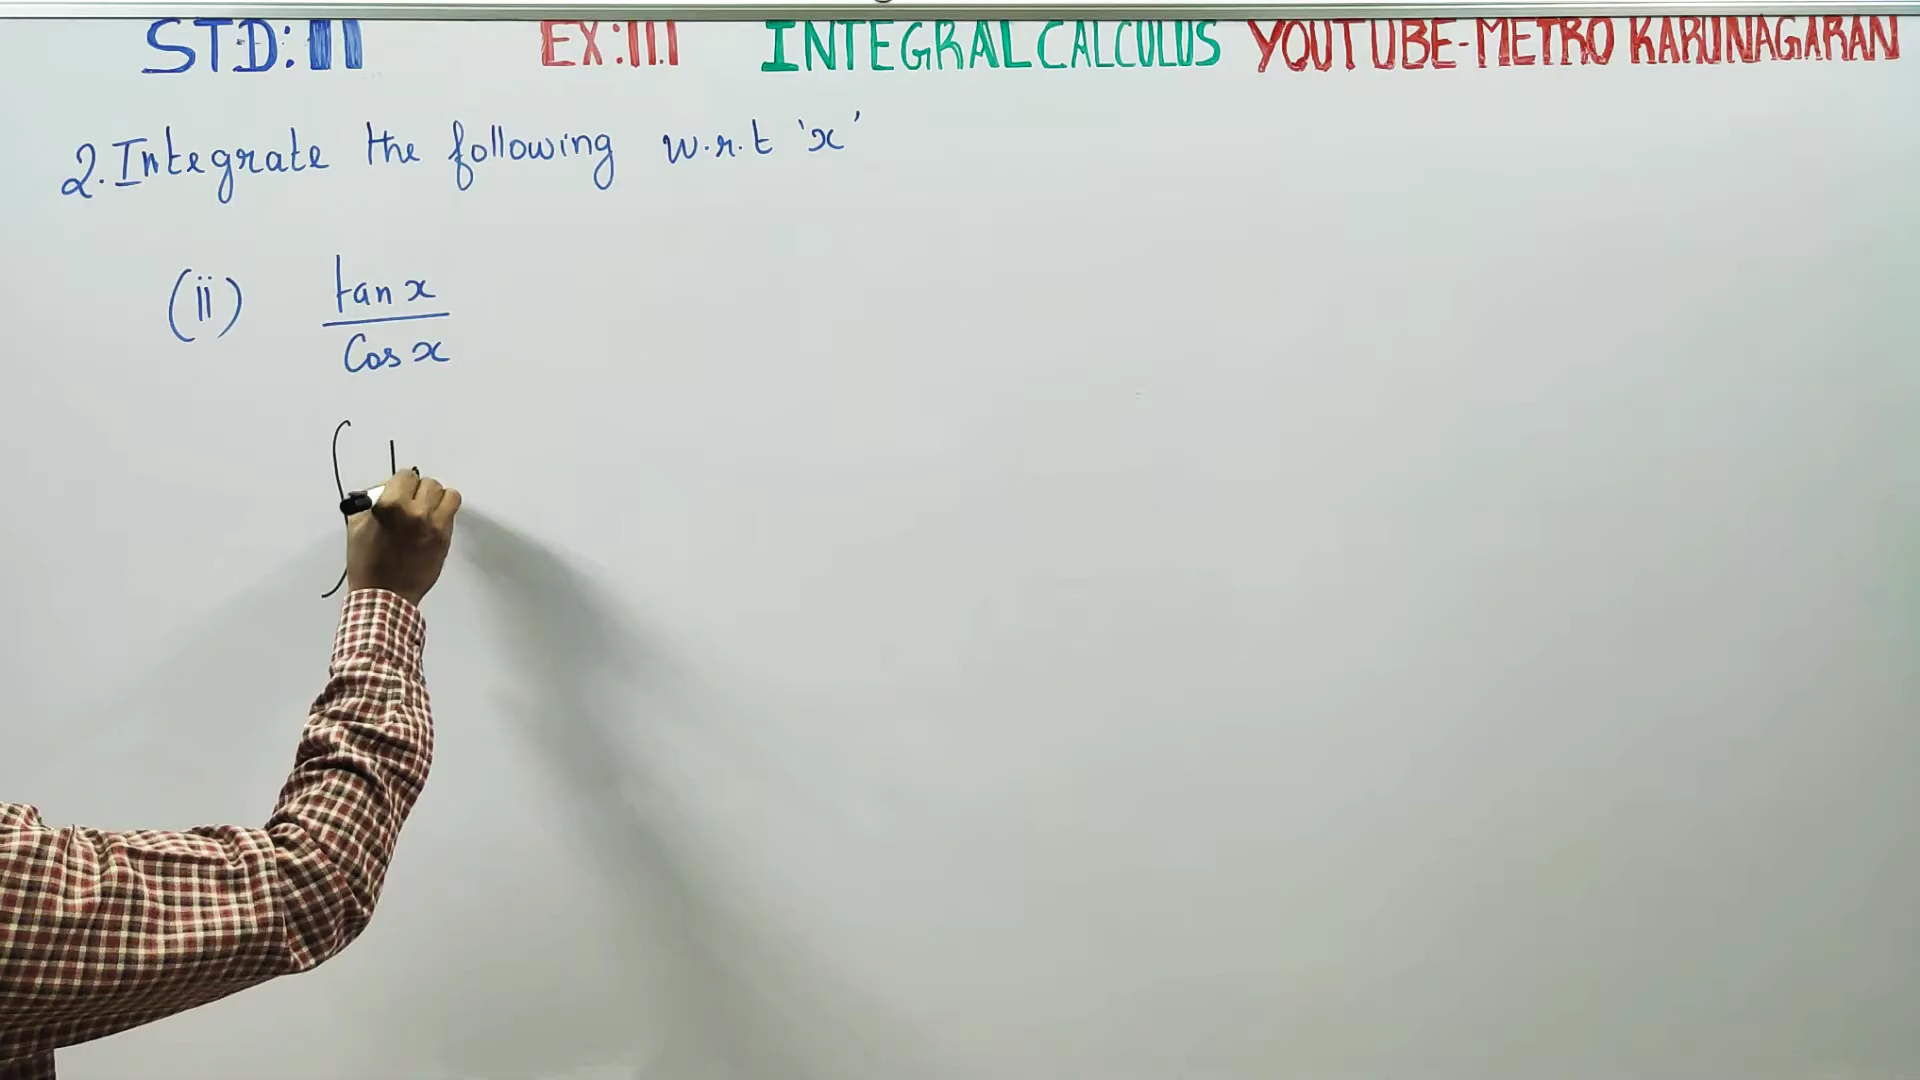 STD: 11 EX: 11.1 INTEGRAL CALCULUS YOUTUBE-METRO KARUNAGARAN
2. Integrate the following w.r.t 'x'
(ii) tan x
Cos x
∫